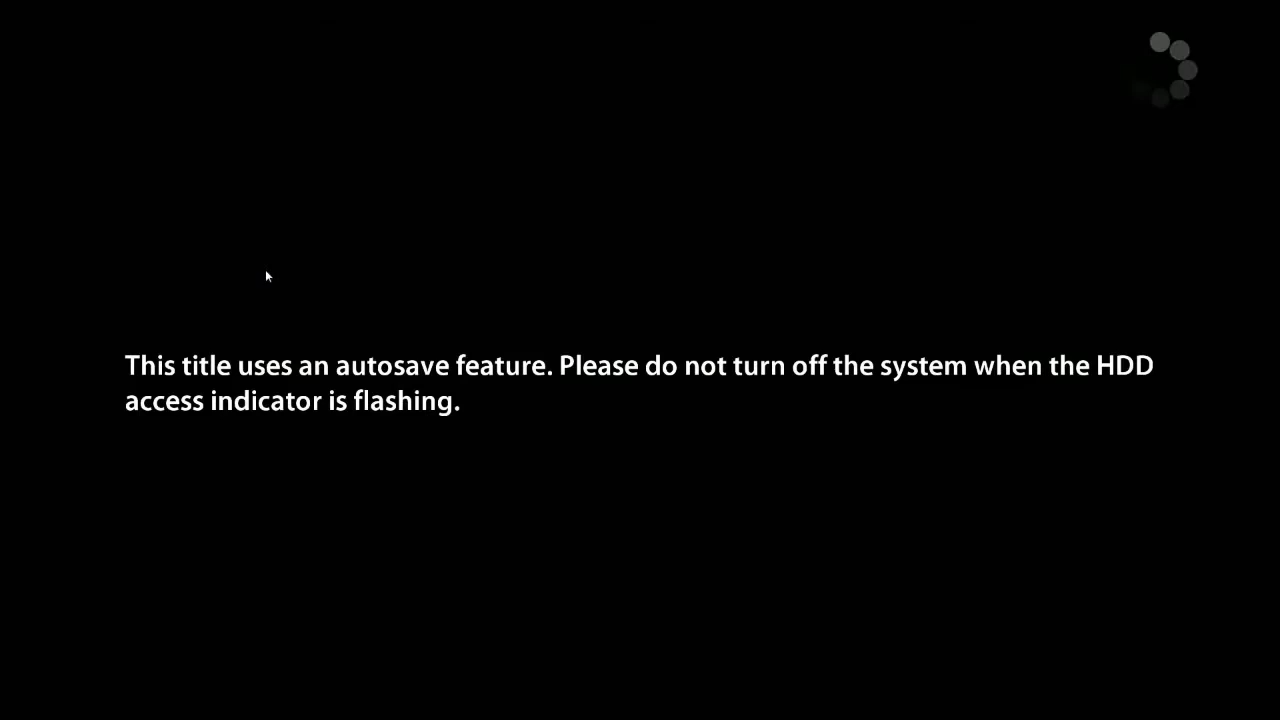 This title uses an autosave feature. Please do not turn off the system when the HDD
access indicator is flashing.